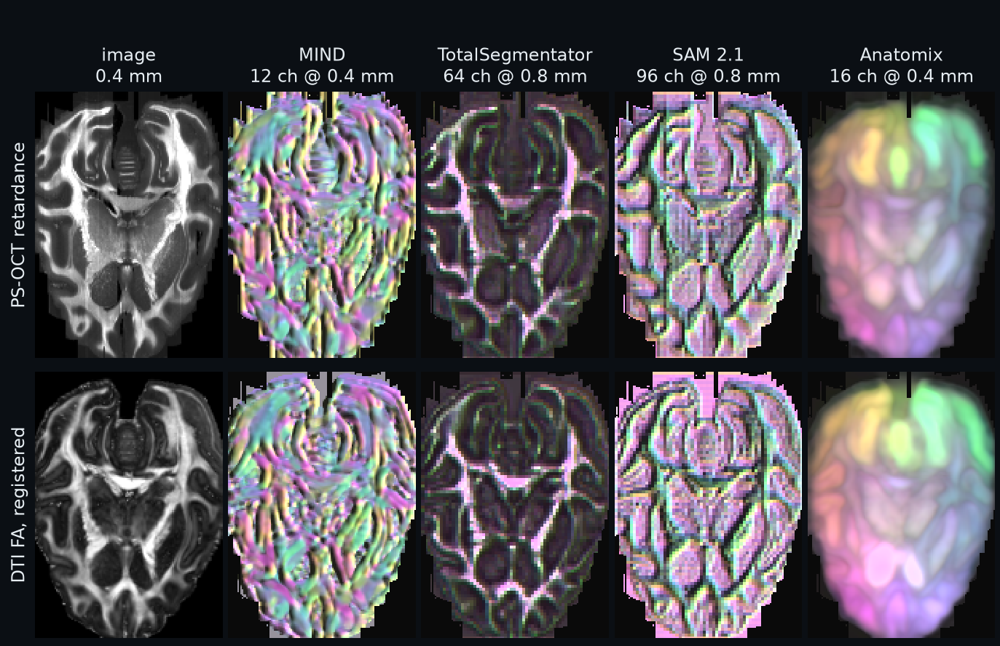 image
0.4 mm
MIND
12 ch @ 0.4 mm
TotalSegmentator
64 ch @ 0.8 mm
SAM 2.1
96 ch @ 0.8 mm
Anatomix
16 ch @ 0.4 mm
PS-OCT retardance
DTI FA, registered